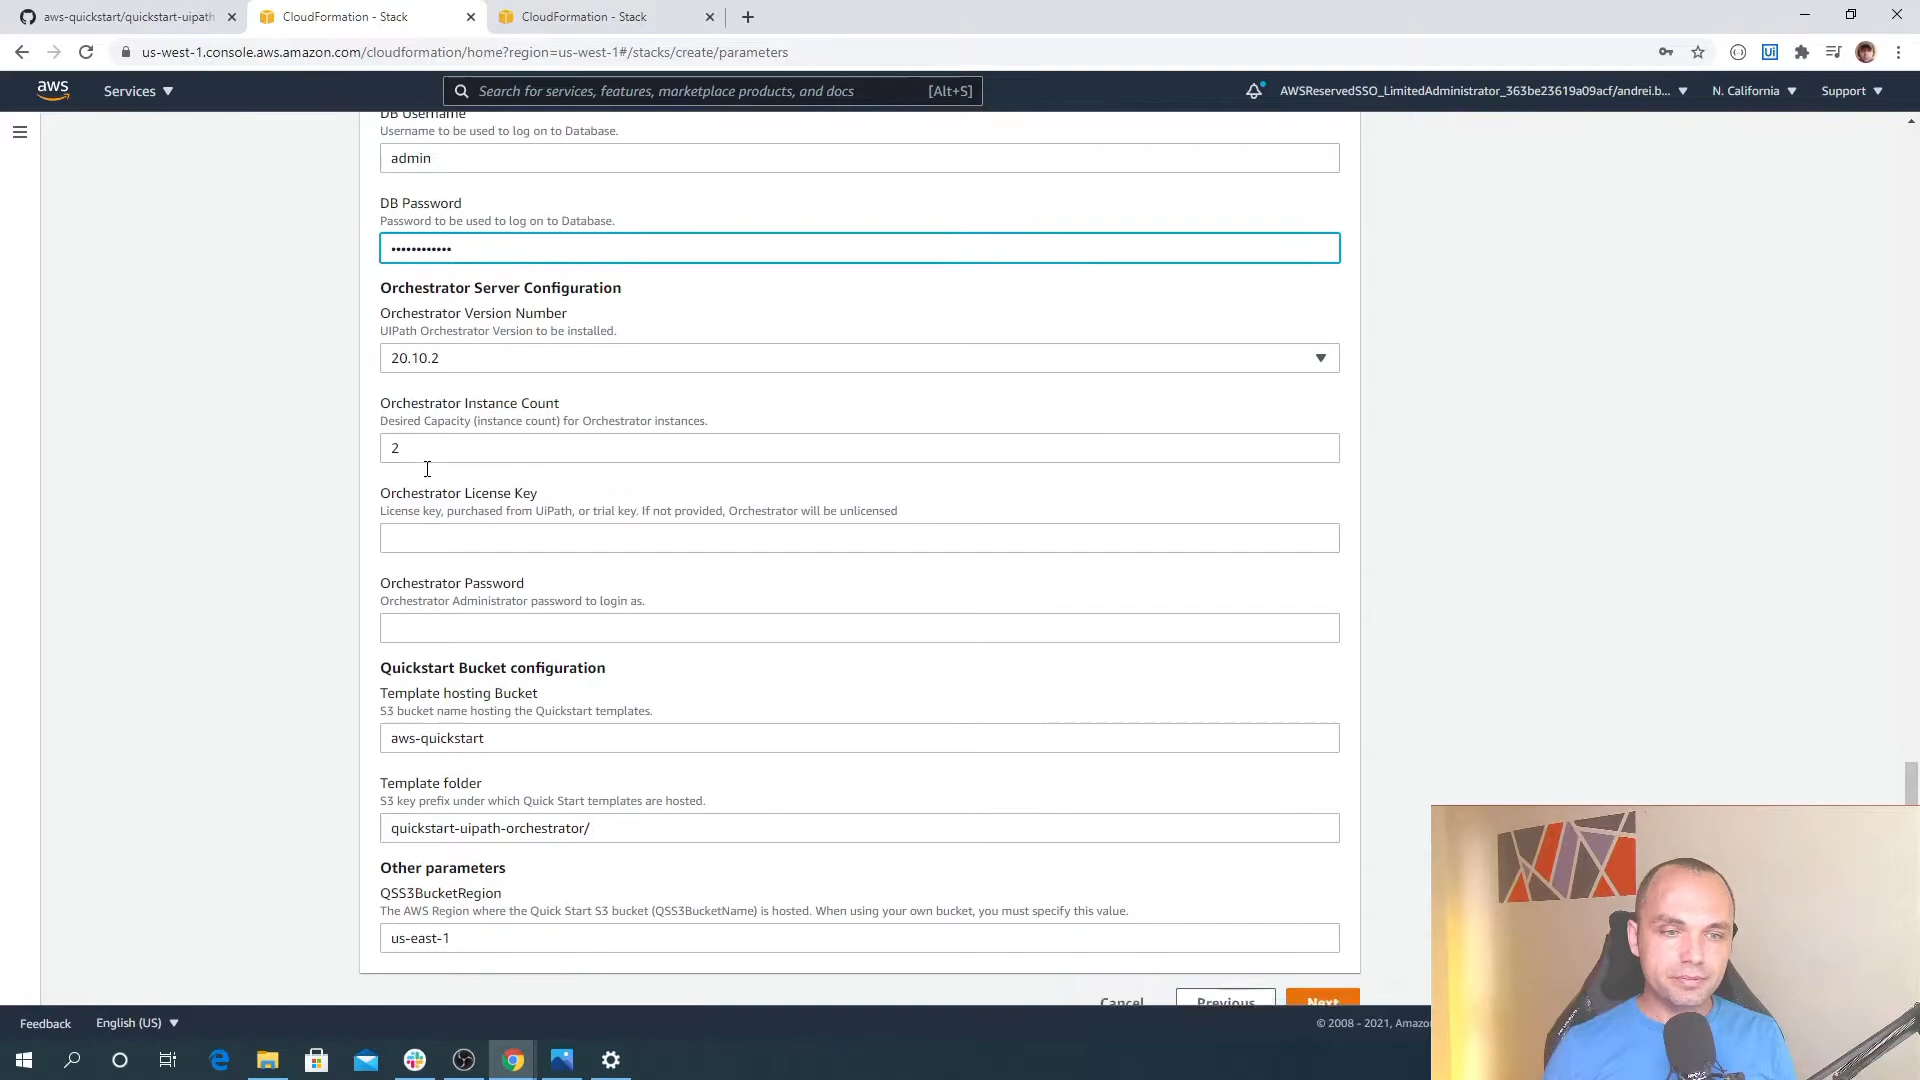 aws-quickstart/quickstart-uipath
CloudFormation - Stack
CloudFormation - Stack
us-west-1.console.aws.amazon.com/cloudformation/home?region=us-west-1#/stacks/create/parameters
Ui
aws
Services
Search for services, features, marketplace products, and docs
[Alt+S]
AWSReservedSSO_LimitedAdministrator_363be23619a09acf/andrei.b...
N. California
Support
DB Username
Username to be used to log on to Database.
admin
DB Password
Password to be used to log on to Database.
••••••••••••
Orchestrator Server Configuration
Orchestrator Version Number
UIPath Orchestrator Version to be installed.
20.10.2
Orchestrator Instance Count
Desired Capacity (instance count) for Orchestrator instances.
2
Orchestrator License Key
License key, purchased from UiPath, or trial key. If not provided, Orchestrator will be unlicensed
Orchestrator Password
Orchestrator Administrator password to login as.
Quickstart Bucket configuration
Template hosting Bucket
S3 bucket name hosting the Quickstart templates.
aws-quickstart
Template folder
S3 key prefix under which Quick Start templates are hosted.
quickstart-uipath-orchestrator/
Other parameters
QSS3BucketRegion
The AWS Region where the Quick Start S3 bucket (QSS3BucketName) is hosted. When using your own bucket, you must specify this value.
us-east-1
Cancel
Previous
Next
Feedback
English (US)
© 2008 - 2021, Amazo